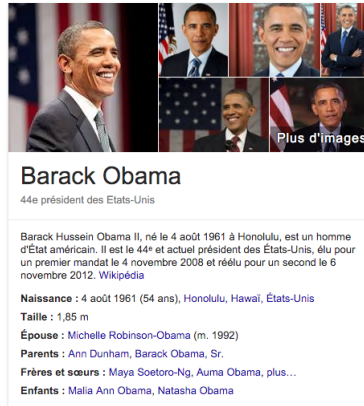 Plus d'images
Barack Obama
44e président des Etats-Unis
Barack Hussein Obama II, né le 4 août 1961 à Honolulu, est un homme
d'État américain. Il est le 44ᵉ et actuel président des États-Unis, élu pour
un premier mandat le 4 novembre 2008 et réélu pour un second le 6
novembre 2012. Wikipédia
Naissance : 4 août 1961 (54 ans), Honolulu, Hawaï, États-Unis
Taille : 1,85 m
Épouse : Michelle Robinson-Obama (m. 1992)
Parents : Ann Dunham, Barack Obama, Sr.
Frères et sœurs : Maya Soetoro-Ng, Auma Obama, plus…
Enfants : Malia Ann Obama, Natasha Obama